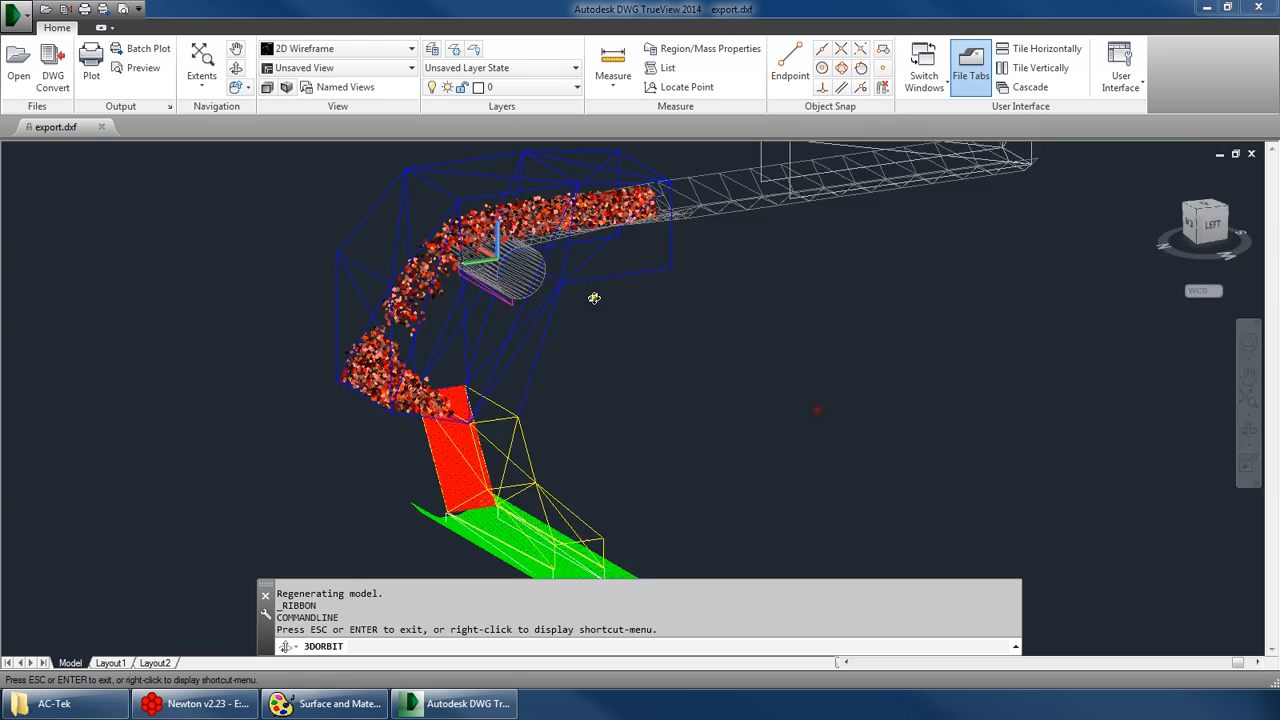 Autodesk DWG TrueView 2014 export.dxf
Home
Open
DWG Convert
Plot
Batch Plot
Preview
Extents
2D Wireframe
Unsaved View
Named Views
Unsaved Layer State
0
Measure
Region/Mass Properties
List
Locate Point
Endpoint
Switch Windows
File Tabs
Tile Horizontally
Tile Vertically
Cascade
User Interface
Files
Output
Navigation
View
Layers
Measure
Object Snap
User Interface
export.dxf
LEFT
WCS
Regenerating model.
_RIBBON
COMMANDLINE
Press ESC or ENTER to exit, or right-click to display shortcut-menu.
3DORBIT
Model
Layout1
Layout2
Press ESC or ENTER to exit, or right-click to display shortcut-menu.
AC-Tek
Newton v2.23 - E:...
Surface and Mate...
Autodesk DWG Tr...